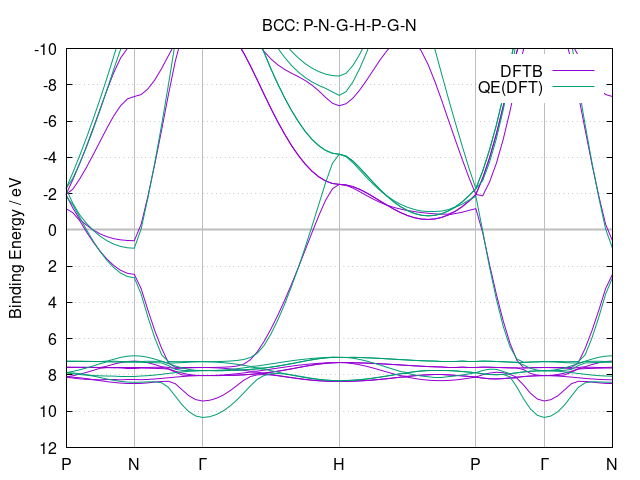 BCC: P-N-G-H-P-G-N
-10
-8
-6
-4
-2
0
2
4
6
8
10
12
Binding Energy / eV
DFTB
QE(DFT)
P N Γ H P Γ N